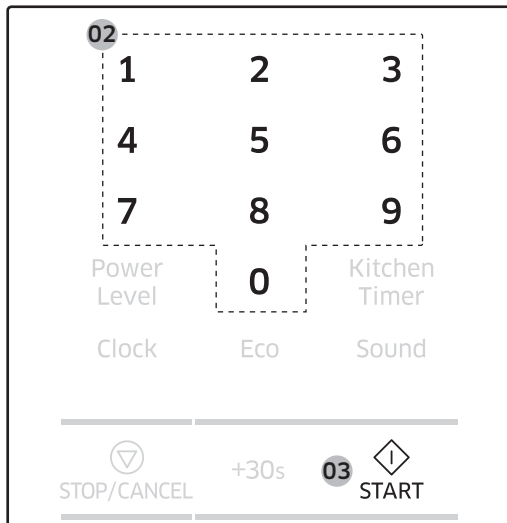 02
1 2 3
4 5 6
7 8 9
Power Level 0 Kitchen Timer
Clock Eco Sound
STOP/CANCEL +30s 03 START